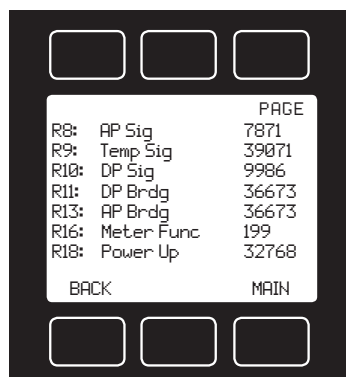 PAGE
R8: AP Sig 7871
R9: Temp Sig 39071
R10: DP Sig 9986
R11: DP Brdg 36673
R13: AP Brdg 36673
R16: Meter Func 199
R18: Power Up 32768
BACK MAIN